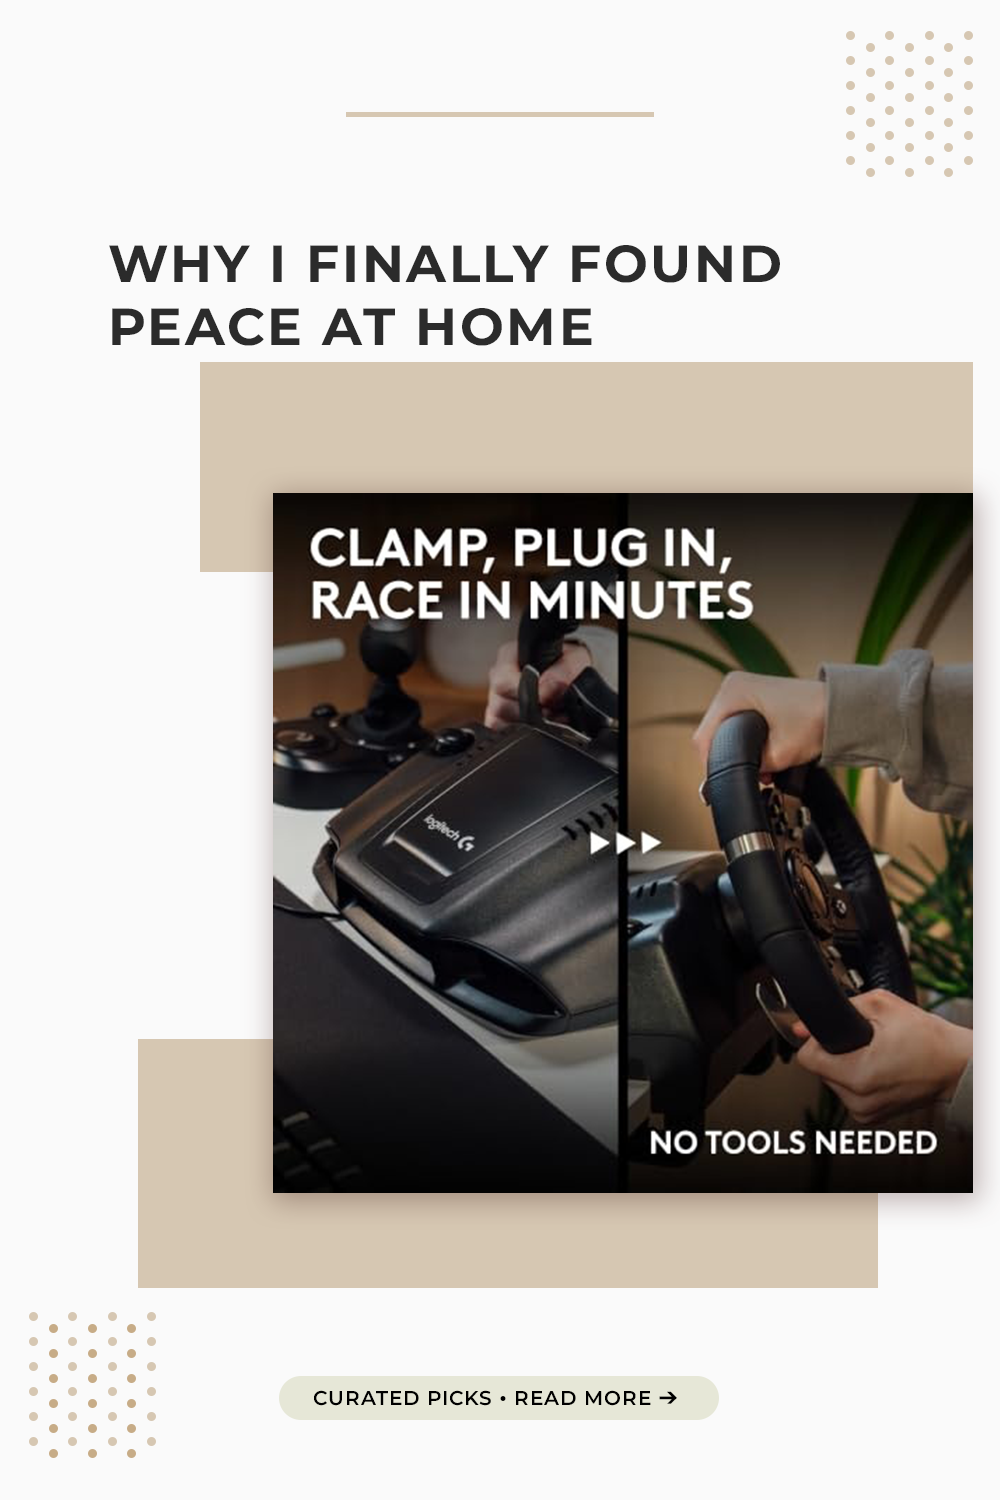 WHY I FINALLY FOUND
PEACE AT HOME
CLAMP, PLUG IN,
RACE IN MINUTES
logitech G
NO TOOLS NEEDED
CURATED PICKS • READ MORE ➔